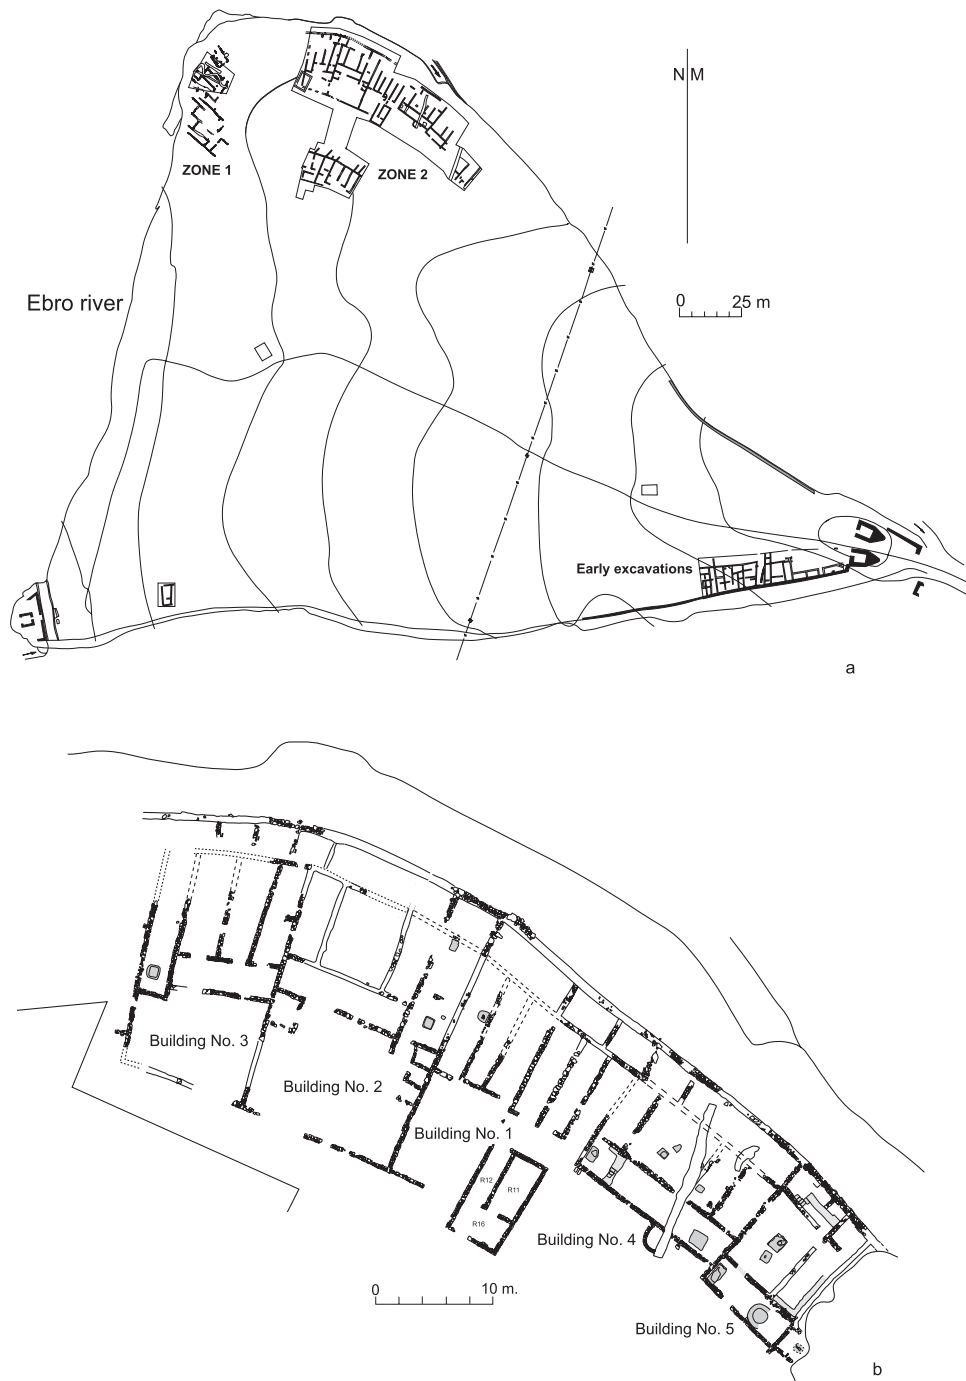 N M
ZONE 1
ZONE 2
Ebro river
0 25 m
Early excavations
a
Building No. 3
Building No. 2
Building No. 1
R12
R11
R16
Building No. 4
0 10 m.
Building No. 5
b